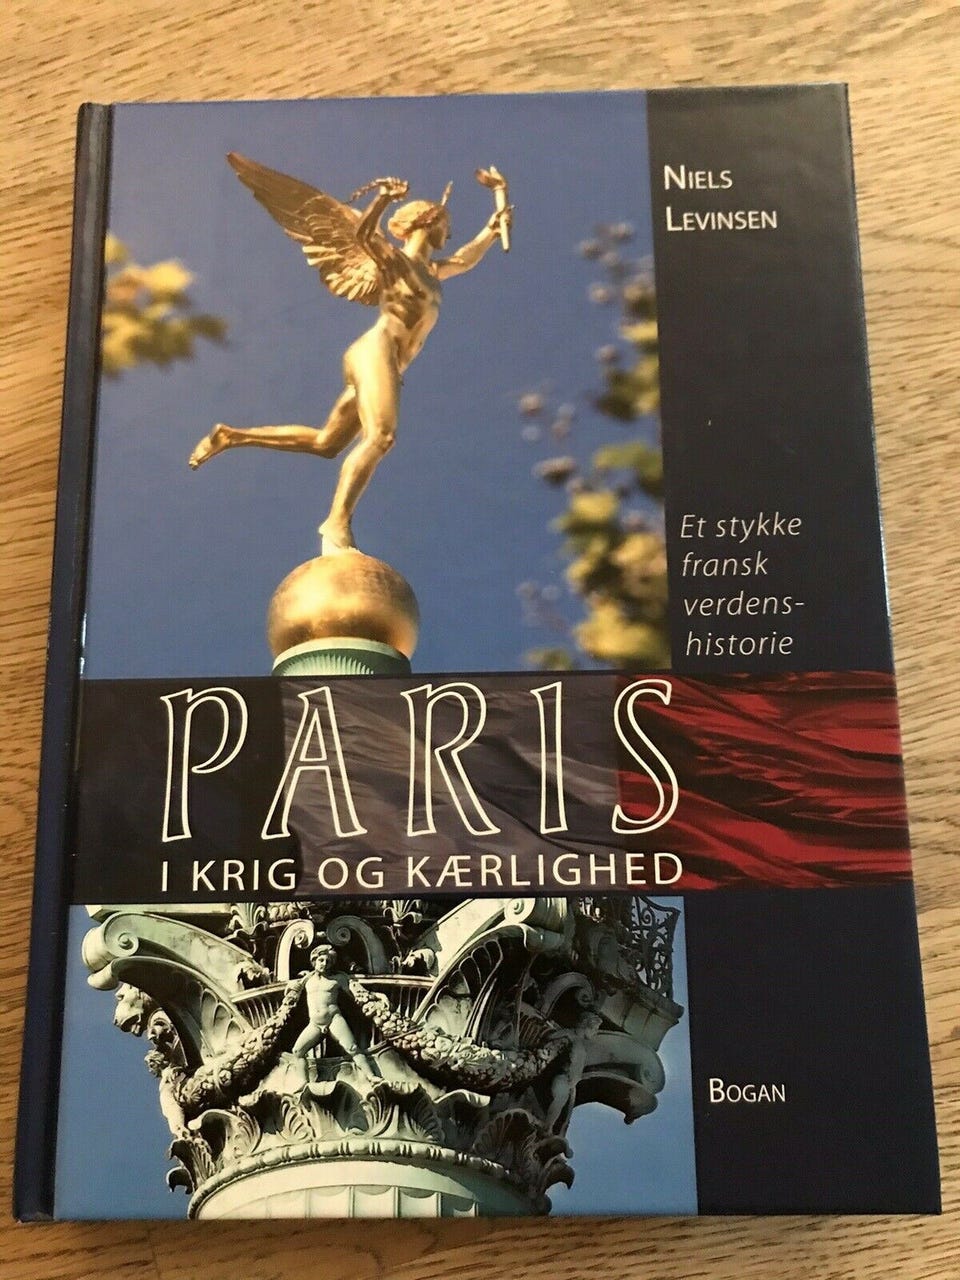 NIELS
LEVINSEN
Et stykke
fransk
verdens-
historie
PARIS
I KRIG OG KÆRLIGHED
BOGAN